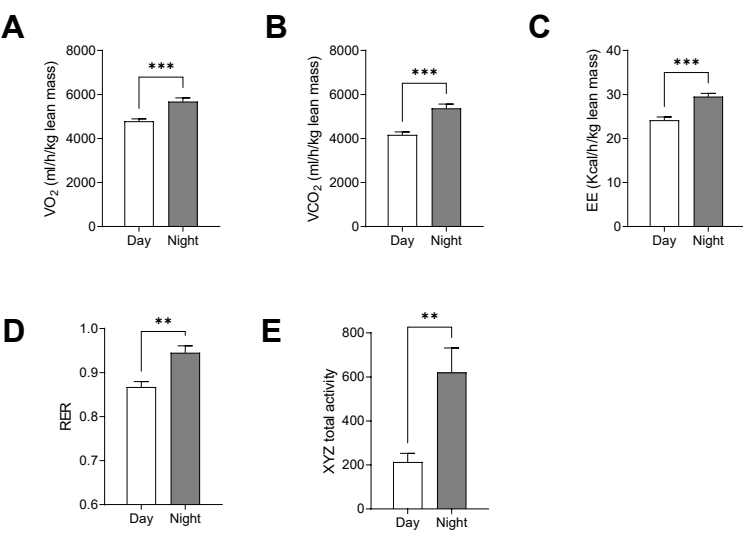 A
VO2 (ml/h/kg lean mass)
8000
6000
4000
2000
0
***
Day Night
B
VCO2 (ml/h/kg lean mass)
8000
6000
4000
2000
0
***
Day Night
C
EE (Kcal/h/kg lean mass)
40
30
20
10
0
***
Day Night
D
RER
1.0
0.9
0.8
0.7
0.6
**
Day Night
E
XYZ total activity
800
600
400
200
0
**
Day Night